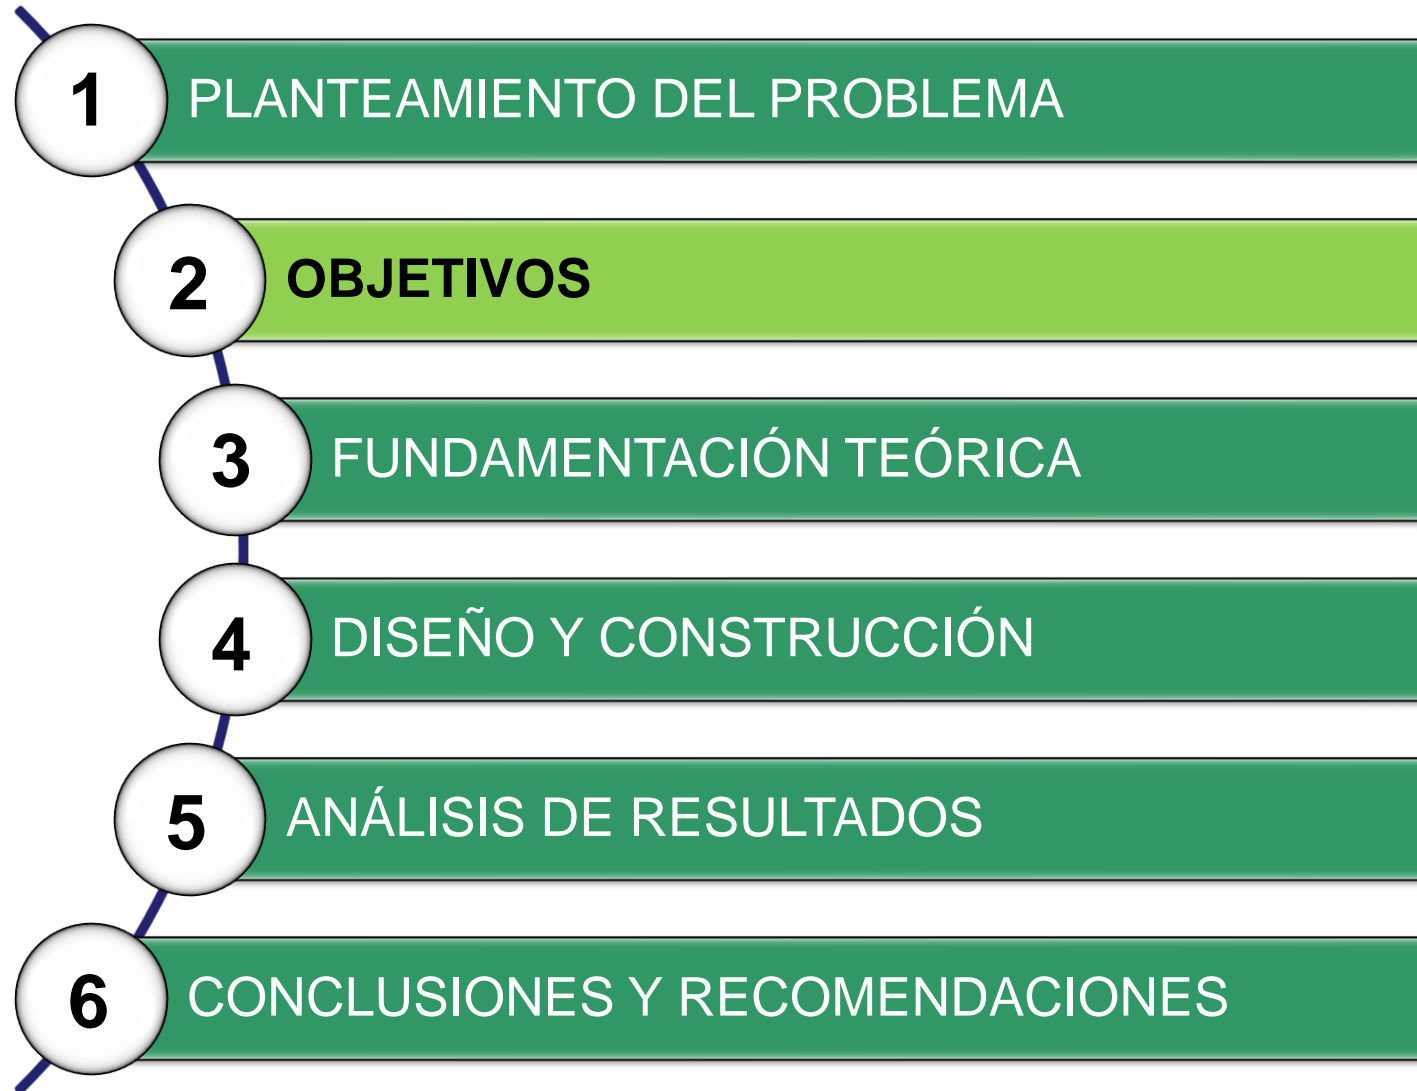 1 PLANTEAMIENTO DEL PROBLEMA
2 OBJETIVOS
3 FUNDAMENTACIÓN TEÓRICA
4 DISEÑO Y CONSTRUCCIÓN
5 ANÁLISIS DE RESULTADOS
6 CONCLUSIONES Y RECOMENDACIONES